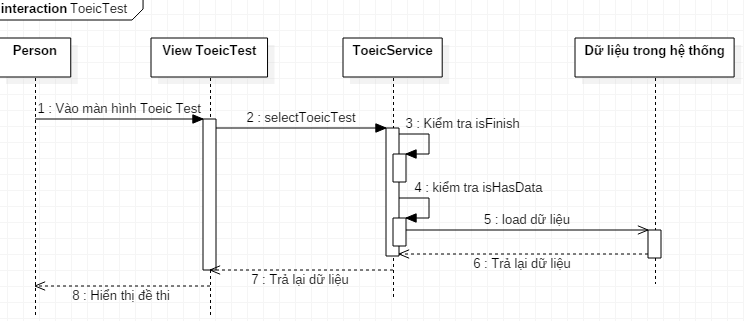 interaction ToeicTest
Person
View ToeicTest
ToeicService
Dữ liệu trong hệ thống
1 : Vào màn hình Toeic Test
2 : selectToeicTest
3 : Kiểm tra isFinish
4 : kiểm tra isHasData
5 : load dữ liệu
6 : Trả lại dữ liệu
7 : Trả lại dữ liệu
8 : Hiển thị đề thi